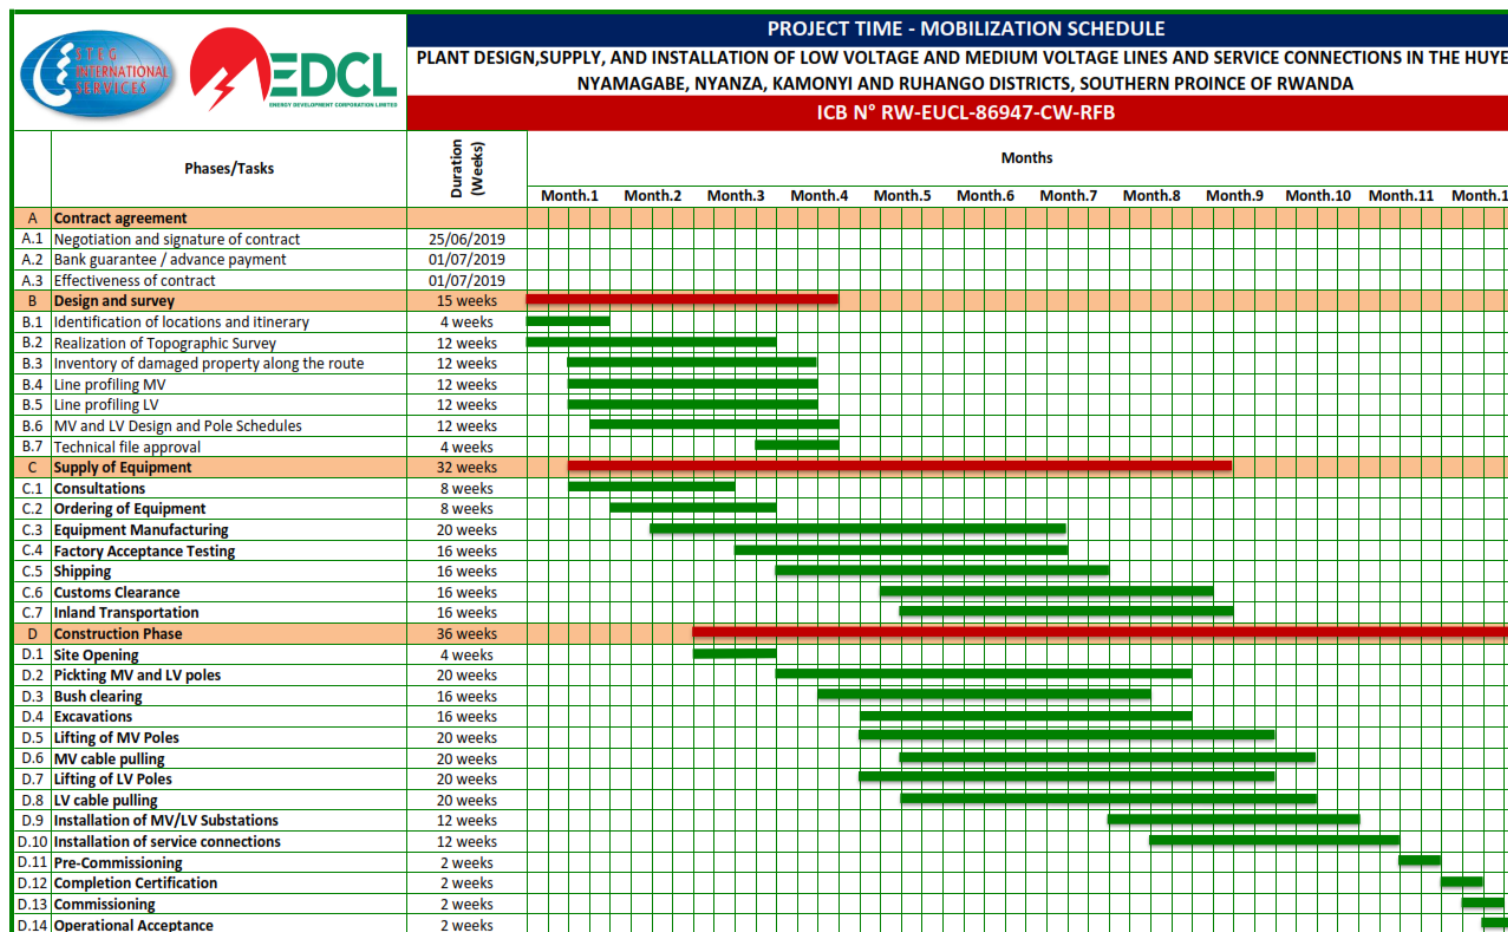 STEG
INTERNATIONAL
SERVICES
EDCL
ENERGY DEVELOPMENT CORPORATION LIMITED
PROJECT TIME - MOBILIZATION SCHEDULE
PLANT DESIGN,SUPPLY, AND INSTALLATION OF LOW VOLTAGE AND MEDIUM VOLTAGE LINES AND SERVICE CONNECTIONS IN THE HUYE
NYAMAGABE, NYANZA, KAMONYI AND RUHANGO DISTRICTS, SOUTHERN PROINCE OF RWANDA
ICB N° RW-EUCL-86947-CW-RFB
Phases/Tasks Duration (Weeks) Months
Month.1 Month.2 Month.3 Month.4 Month.5 Month.6 Month.7 Month.8 Month.9 Month.10 Month.11 Month.1
A Contract agreement
A.1 Negotiation and signature of contract 25/06/2019
A.2 Bank guarantee / advance payment 01/07/2019
A.3 Effectiveness of contract 01/07/2019
B Design and survey 15 weeks
B.1 Identification of locations and itinerary 4 weeks
B.2 Realization of Topographic Survey 12 weeks
B.3 Inventory of damaged property along the route 12 weeks
B.4 Line profiling MV 12 weeks
B.5 Line profiling LV 12 weeks
B.6 MV and LV Design and Pole Schedules 12 weeks
B.7 Technical file approval 4 weeks
C Supply of Equipment 32 weeks
C.1 Consultations 8 weeks
C.2 Ordering of Equipment 8 weeks
C.3 Equipment Manufacturing 20 weeks
C.4 Factory Acceptance Testing 16 weeks
C.5 Shipping 16 weeks
C.6 Customs Clearance 16 weeks
C.7 Inland Transportation 16 weeks
D Construction Phase 36 weeks
D.1 Site Opening 4 weeks
D.2 Pickting MV and LV poles 20 weeks
D.3 Bush clearing 16 weeks
D.4 Excavations 16 weeks
D.5 Lifting of MV Poles 20 weeks
D.6 MV cable pulling 20 weeks
D.7 Lifting of LV Poles 20 weeks
D.8 LV cable pulling 20 weeks
D.9 Installation of MV/LV Substations 12 weeks
D.10 Installation of service connections 12 weeks
D.11 Pre-Commissioning 2 weeks
D.12 Completion Certification 2 weeks
D.13 Commissioning 2 weeks
D.14 Operational Acceptance 2 weeks